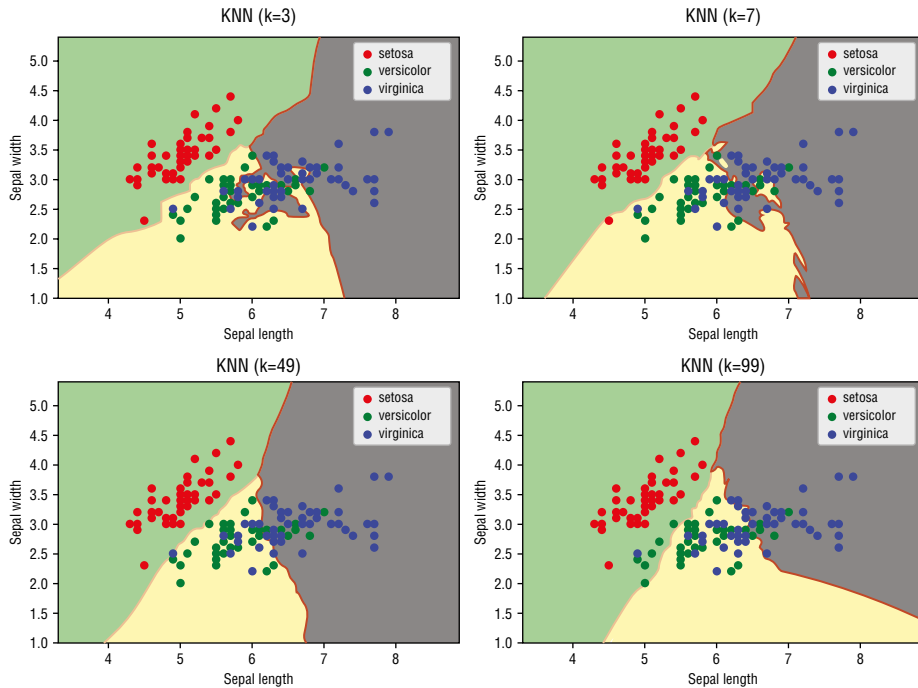 KNN (k=3)
setosa
versicolor
virginica
5.0
4.5
4.0
3.5
3.0
2.5
2.0
1.5
1.0
Sepal width
4 5 6 7 8
Sepal length
KNN (k=7)
setosa
versicolor
virginica
5.0
4.5
4.0
3.5
3.0
2.5
2.0
1.5
1.0
Sepal width
4 5 6 7 8
Sepal length
KNN (k=49)
setosa
versicolor
virginica
5.0
4.5
4.0
3.5
3.0
2.5
2.0
1.5
1.0
Sepal width
4 5 6 7 8
Sepal length
KNN (k=99)
setosa
versicolor
virginica
5.0
4.5
4.0
3.5
3.0
2.5
2.0
1.5
1.0
Sepal width
4 5 6 7 8
Sepal length